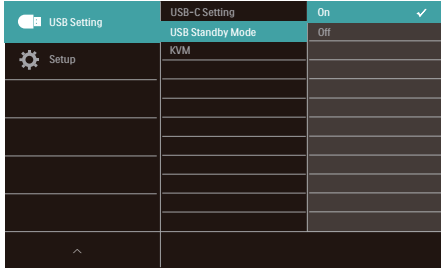 USB Setting
Setup
USB-C Setting
USB Standby Mode
KVM
On
Off